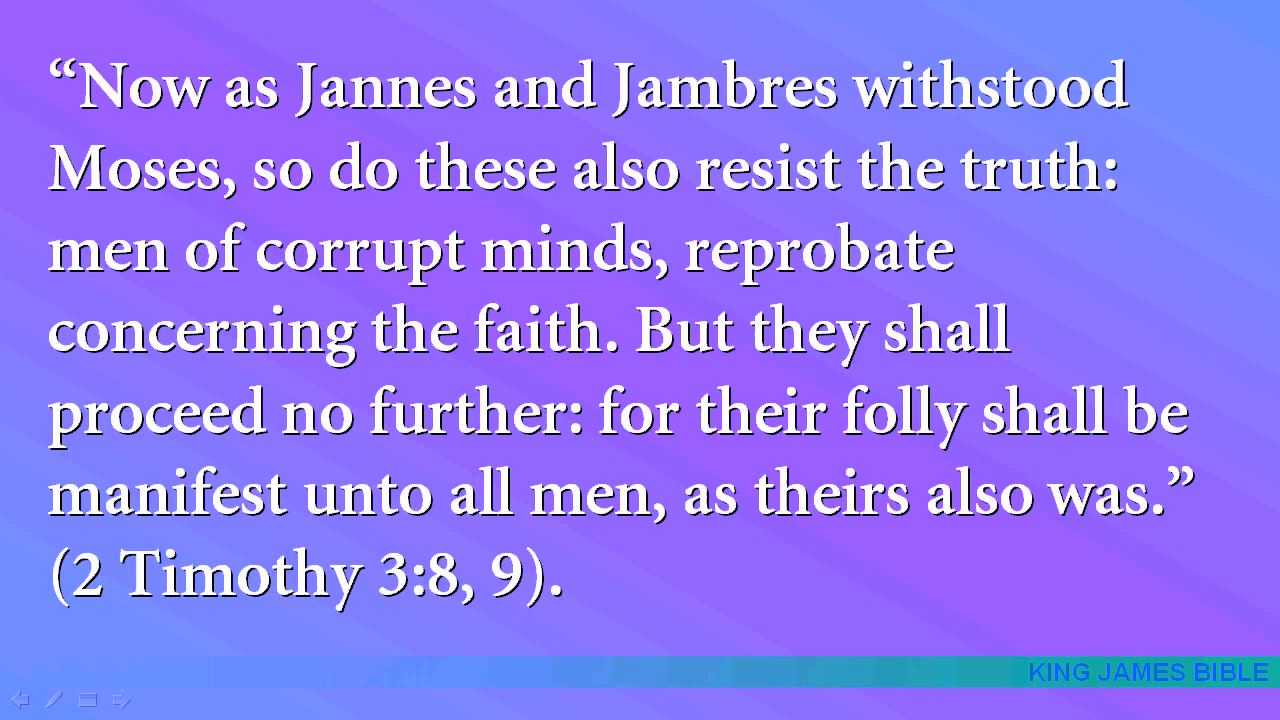 “Now as Jannes and Jambres withstood
Moses, so do these also resist the truth:
men of corrupt minds, reprobate
concerning the faith. But they shall
proceed no further: for their folly shall be
manifest unto all men, as theirs also was.”
(2 Timothy 3:8, 9).
KING JAMES BIBLE